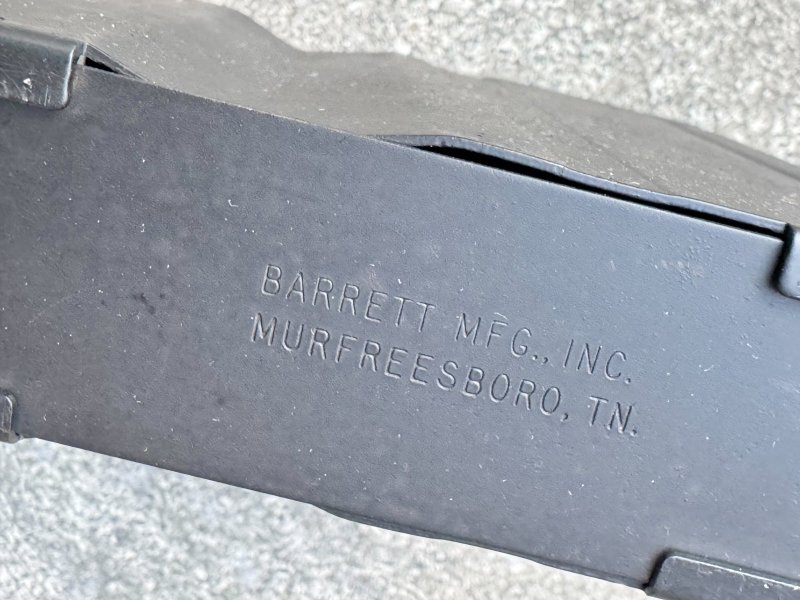 BARRETT MFG., INC.
MURFREESBORO, TN.